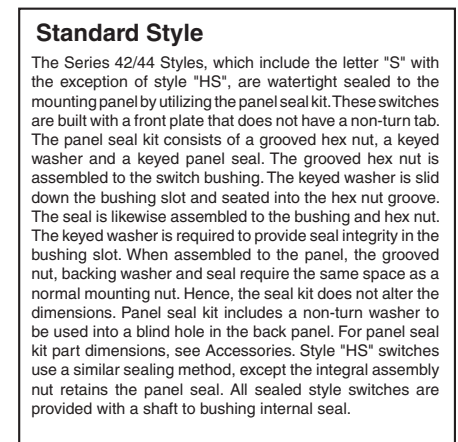 Standard Style
The Series 42/44 Styles, which include the letter "S" with
the exception of style "HS", are watertight sealed to the
mounting panel by utilizing the panel seal kit. These switches
are built with a front plate that does not have a non-turn tab.
The panel seal kit consists of a grooved hex nut, a keyed
washer and a keyed panel seal. The grooved hex nut is
assembled to the switch bushing. The keyed washer is slid
down the bushing slot and seated into the hex nut groove.
The seal is likewise assembled to the bushing and hex nut.
The keyed washer is required to provide seal integrity in the
bushing slot. When assembled to the panel, the grooved
nut, backing washer and seal require the same space as a
normal mounting nut. Hence, the seal kit does not alter the
dimensions. Panel seal kit includes a non-turn washer to
be used into a blind hole in the back panel. For panel seal
kit part dimensions, see Accessories. Style "HS" switches
use a similar sealing method, except the integral assembly
nut retains the panel seal. All sealed style switches are
provided with a shaft to bushing internal seal.